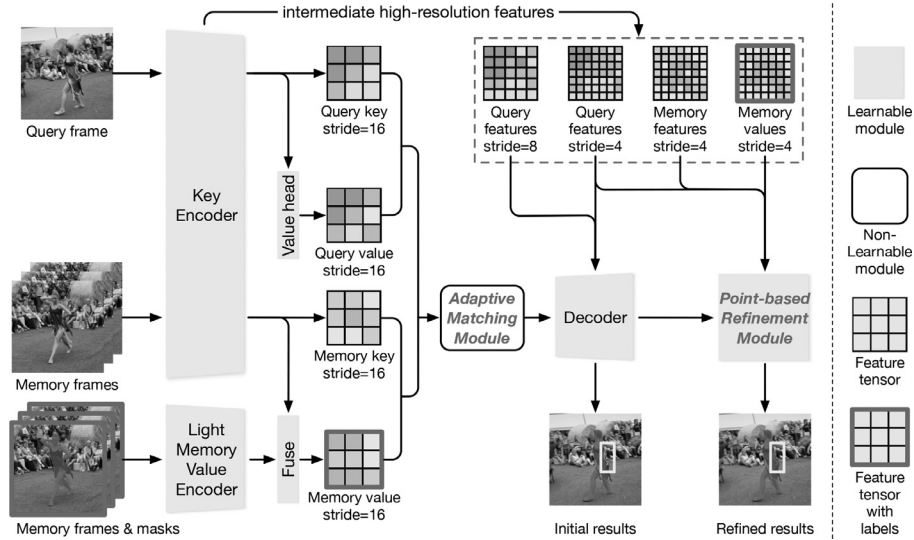 intermediate high-resolution features
Query frame
Key
Encoder
Query key
stride=16
Value head
Query value
stride=16
Query
features
stride=8
Query
features
stride=4
Memory
features
stride=4
Memory
values
stride=4
Memory frames
Memory key
stride=16
Adaptive
Matching
Module
Decoder
Point-based
Refinement
Module
Light
Memory
Value
Encoder
Fuse
Memory value
stride=16
Memory frames & masks
Initial results
Refined results
Learnable
module
Non-
Learnable
module
Feature
tensor
Feature
tensor
with
labels